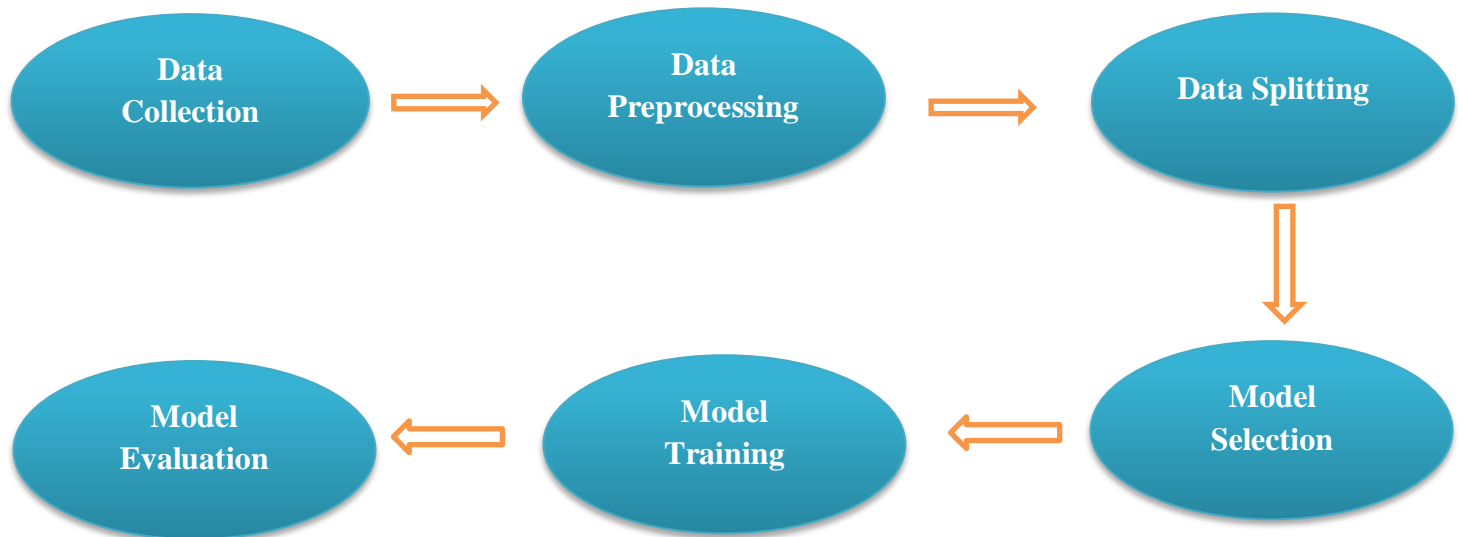 Data
Collection
Data
Preprocessing
Data Splitting
Model
Selection
Model
Training
Model
Evaluation